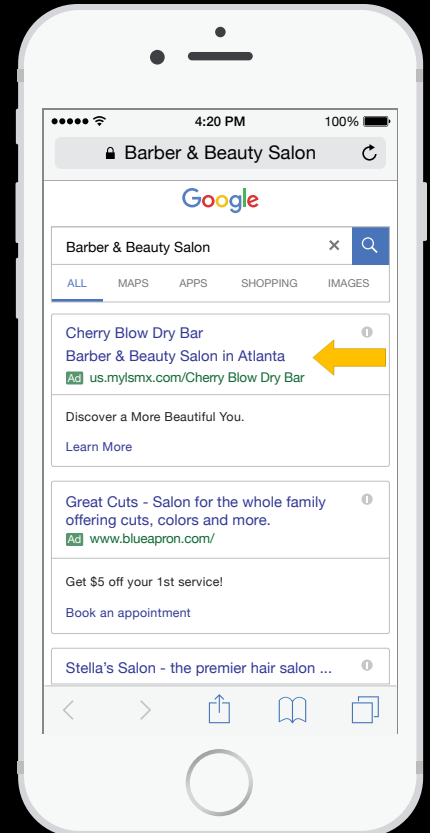 4:20 PM 100%
Barber & Beauty Salon
Google
Barber & Beauty Salon
ALL MAPS APPS SHOPPING IMAGES
Cherry Blow Dry Bar
Barber & Beauty Salon in Atlanta
Ad us.mylsmx.com/Cherry Blow Dry Bar
Discover a More Beautiful You.
Learn More
Great Cuts - Salon for the whole family
offering cuts, colors and more.
Ad www.blueapron.com/
Get $5 off your 1st service!
Book an appointment
Stella's Salon - the premier hair salon ...